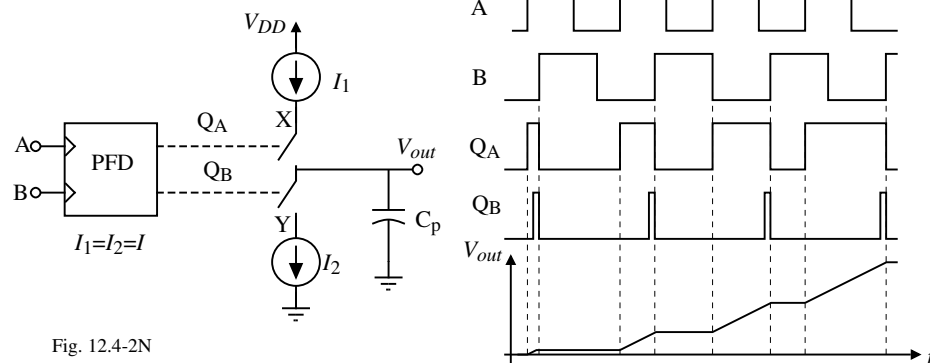 V_DD
I_1
X
Q_A
A
B
PFD
Q_B
V_out
C_p
Y
I_1=I_2=I
I_2
Fig. 12.4-2N
A
B
Q_A
Q_B
V_out
t